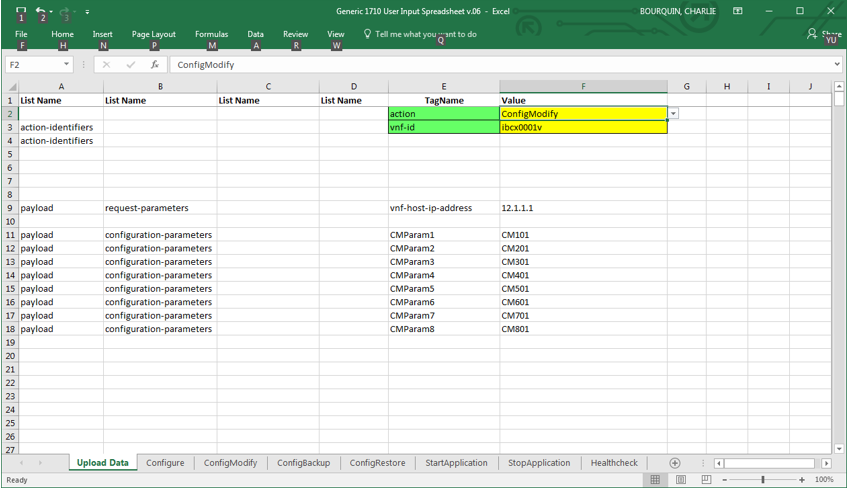 1 2 3
Generic 1710 User Input Spreadsheet v.06 - Excel
BOURQUIN, CHARLIE
File Home Insert Page Layout Formulas Data Review View Tell me what you want to do Share
F H N P M A R W Q YU
F2 fx ConfigModify
A B C D E F G H I J
1 List Name List Name List Name List Name TagName Value
2 action ConfigModify
3 action-identifiers vnf-id ibcx0001v
4 action-identifiers
5
6
7
8
9 payload request-parameters vnf-host-ip-address 12.1.1.1
10
11 payload configuration-parameters CMParam1 CM101
12 payload configuration-parameters CMParam2 CM201
13 payload configuration-parameters CMParam3 CM301
14 payload configuration-parameters CMParam4 CM401
15 payload configuration-parameters CMParam5 CM501
16 payload configuration-parameters CMParam6 CM601
17 payload configuration-parameters CMParam7 CM701
18 payload configuration-parameters CMParam8 CM801
19
20
21
22
23
24
25
26
27
Upload Data Configure ConfigModify ConfigBackup ConfigRestore StartApplication StopApplication Healthcheck
Ready 100%